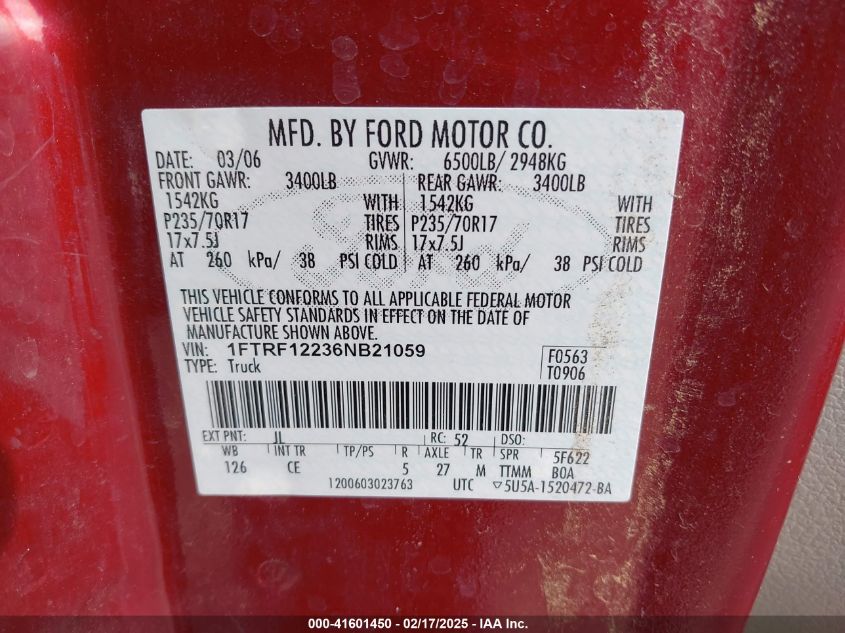 MFD. BY FORD MOTOR CO.
DATE: 03/06 GVWR: 6500LB/ 2948KG
FRONT GAWR: 3400LB REAR GAWR: 3400LB
1542KG WITH 1542KG WITH
P235/70R17 TIRES P235/70R17 TIRES
17x7.5J RIMS 17x7.5J RIMS
AT 260 kPa/ 38 PSI COLD AT 260 kPa/ 38 PSI COLD
THIS VEHICLE CONFORMS TO ALL APPLICABLE FEDERAL MOTOR
VEHICLE SAFETY STANDARDS IN EFFECT ON THE DATE OF
MANUFACTURE SHOWN ABOVE.
VIN: 1FTRF12236NB21059 F0563
TYPE: Truck T0906
EXT PNT: JL RC: 52 DSO:
WB INT TR TP/PS R AXLE TR SPR 5F622
126 CE 5 27 M TTMM BOA
1200603023763 UTC ▽5U5A-1520472-BA
000-41601450 - 02/17/2025 - IAA Inc.